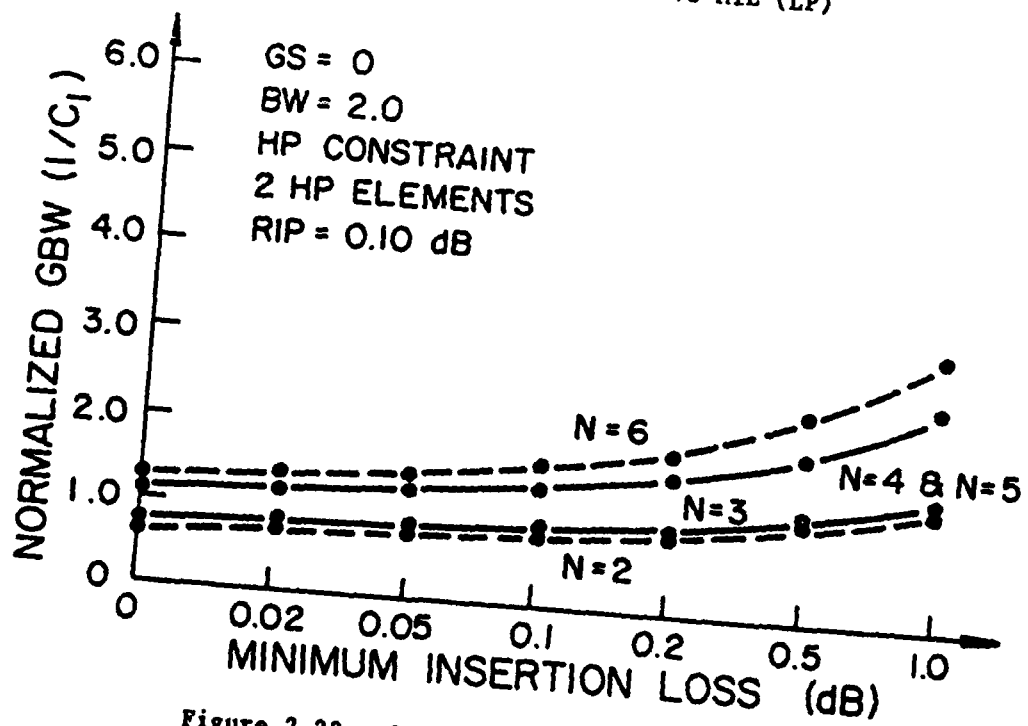 (LP)
6.0
5.0
4.0
3.0
2.0
1.0
0
NORMALIZED GBW (1/C1)
GS = 0
BW = 2.0
HP CONSTRAINT
2 HP ELEMENTS
RIP = 0.10 dB
N=6
N=4 & N=5
N=3
N=2
0 0.02 0.05 0.1 0.2 0.5 1.0
MINIMUM INSERTION LOSS (dB)
Figure